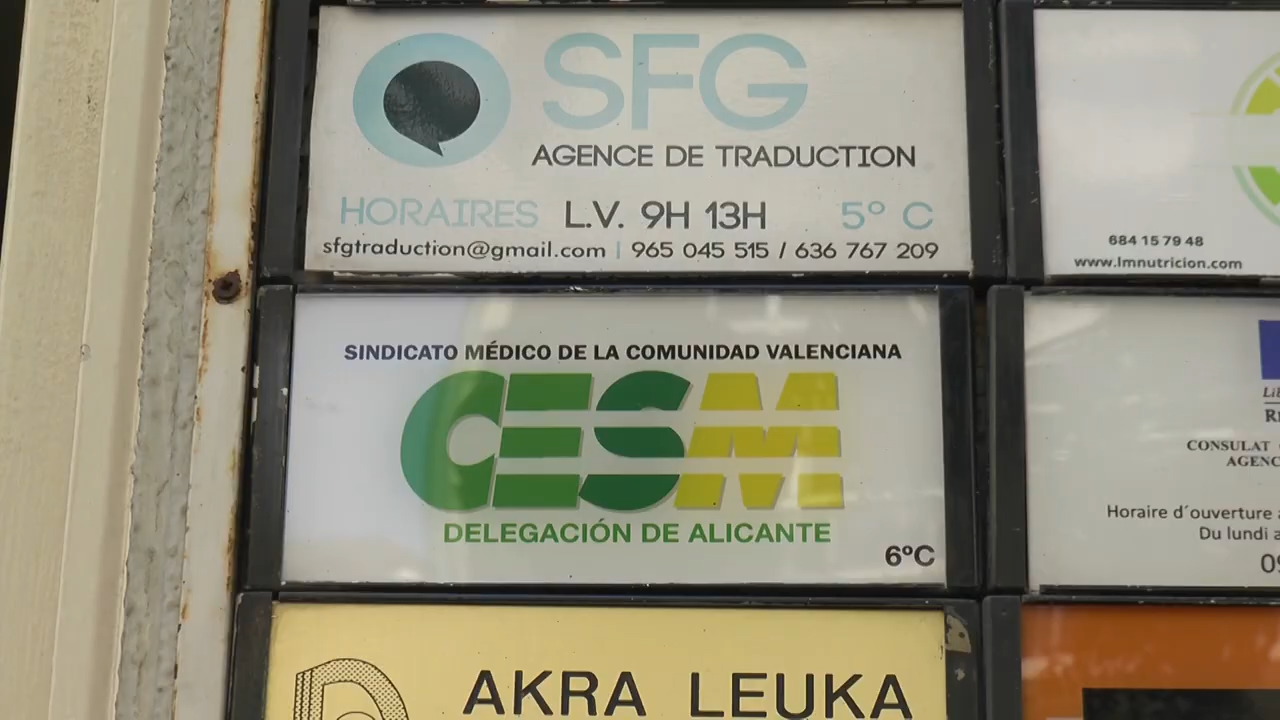 SFG
AGENCE DE TRADUCTION
HORAIRES L.V. 9H 13H 5º C
sfgtraduction@gmail.com | 965 045 515 / 636 767 209
684 15 79 48
www.lmnutricion.com
SINDICATO MÉDICO DE LA COMUNIDAD VALENCIANA
CESM
DELEGACIÓN DE ALICANTE
6ºC
CONSULAT
Horaire d´ouverture
Du lundi
AKRA LEUKA